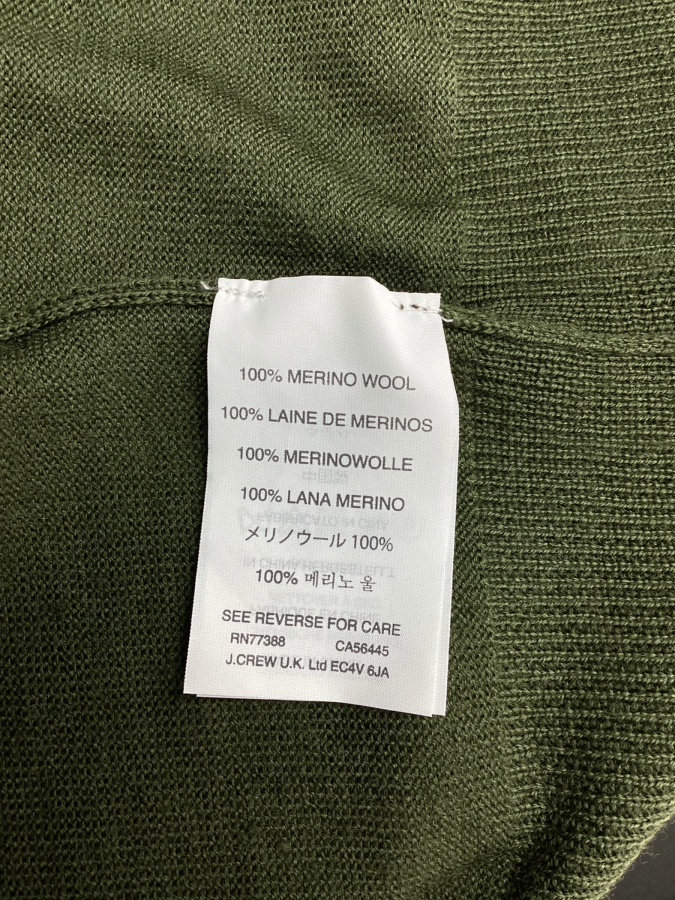 100% MERINO WOOL
100% LAINE DE MERINOS
100% MERINOWOLLE
100% LANA MERINO
メリノウール 100%
100% 메리노 울
SEE REVERSE FOR CARE
RN77388 CA56445
J.CREW U.K. Ltd EC4V 6JA